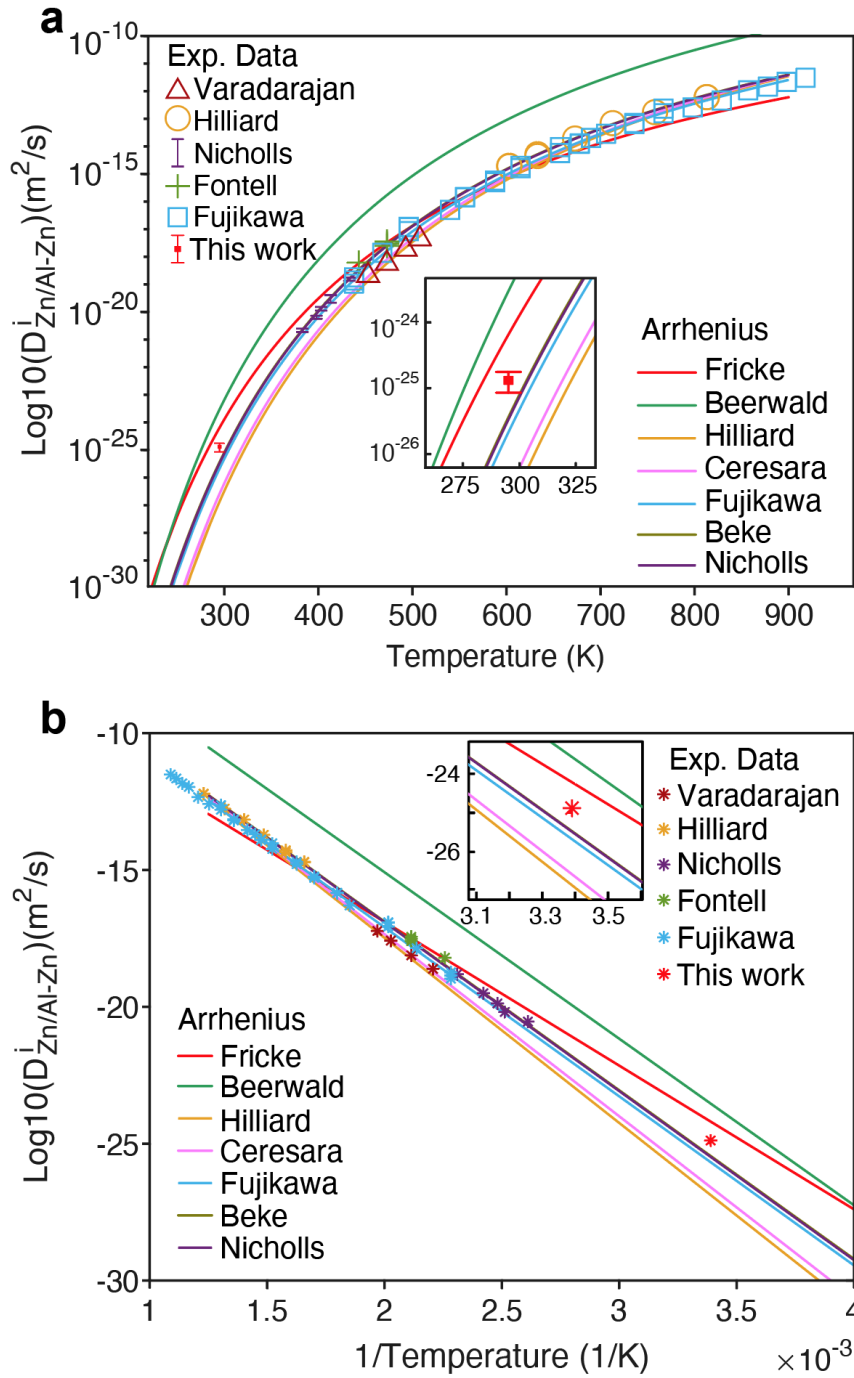 a
10^-10
10^-15
10^-20
10^-25
10^-30
Log10(D^i_Zn/Al-Zn)(m^2/s)
Exp. Data
Varadarajan
Hilliard
Nicholls
Fontell
Fujikawa
This work
10^-24
10^-25
10^-26
275 300 325
Arrhenius
Fricke
Beerwald
Hilliard
Ceresara
Fujikawa
Beke
Nicholls
300 400 500 600 700 800 900
Temperature (K)
b
-10
-15
-20
-25
-30
Log10(D^i_Zn/Al-Zn)(m^2/s)
-24
-26
3.1 3.3 3.5
Exp. Data
Varadarajan
Hilliard
Nicholls
Fontell
Fujikawa
This work
Arrhenius
Fricke
Beerwald
Hilliard
Ceresara
Fujikawa
Beke
Nicholls
1 1.5 2 2.5 3 3.5 4
1/Temperature (1/K)
×10^-3